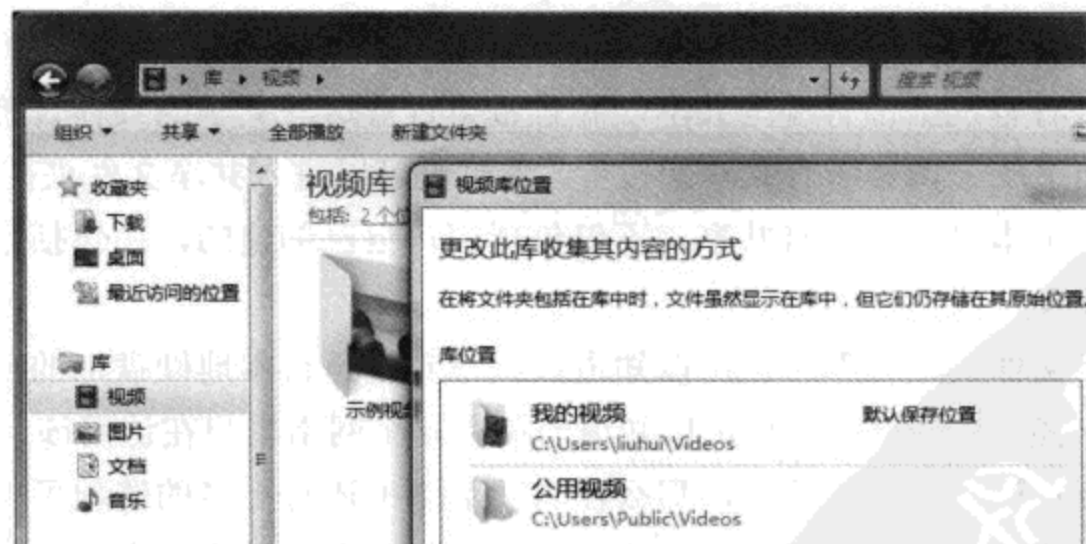 库 视频
搜索 视频
组织 共享 全部播放 新建文件夹
收藏夹
下载
桌面
最近访问的位置
库
视频
图片
文档
音乐
视频库
包括: 2个位
示例视频
视频库位置
更改此库收集其内容的方式
在将文件夹包括在库中时，文件虽然显示在库中，但它们仍存储在其原始位置.
库位置
我的视频 默认保存位置
C:\Users\liuhui\Videos
公用视频
C:\Users\Public\Videos